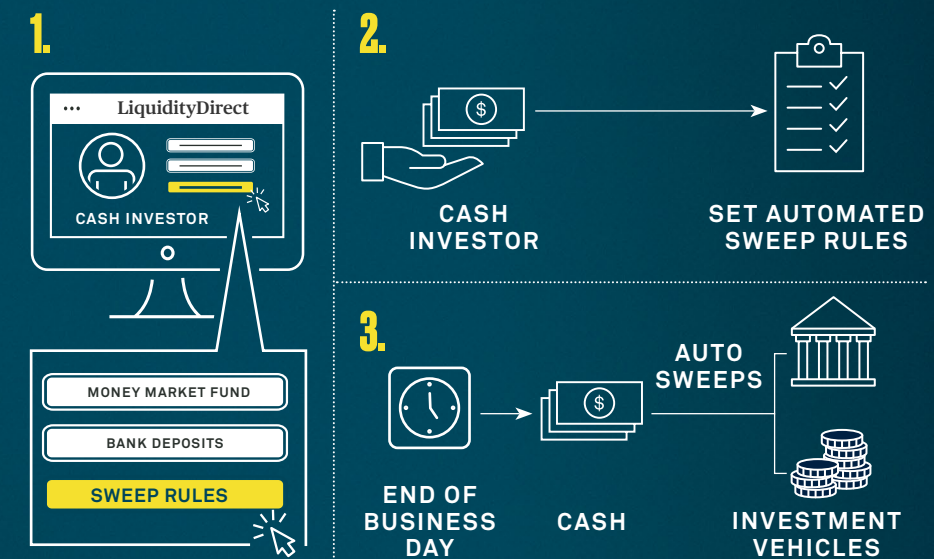 1.
LiquidityDirect
CASH INVESTOR
MONEY MARKET FUND
BANK DEPOSITS
SWEEP RULES
2.
$
CASH
INVESTOR
SET AUTOMATED
SWEEP RULES
3.
$
AUTO
SWEEPS
END OF
BUSINESS
DAY
CASH
INVESTMENT
VEHICLES